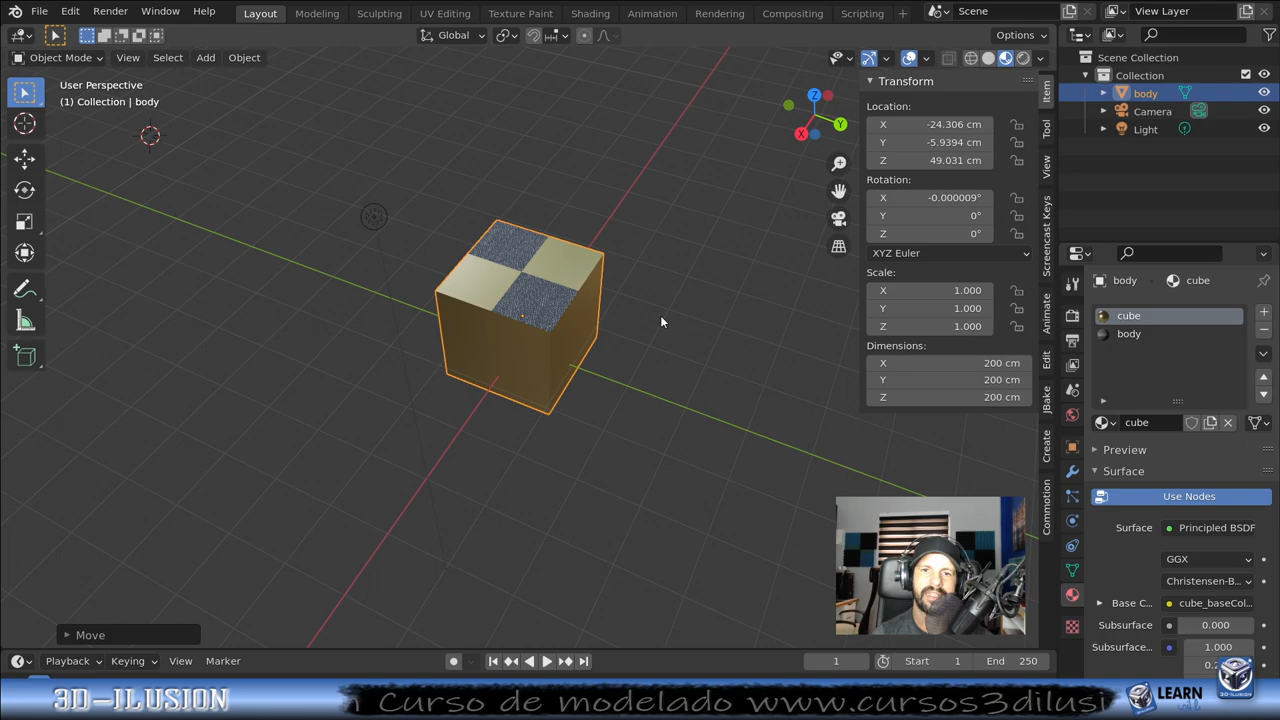 File Edit Render Window Help
Layout Modeling Sculpting UV Editing Texture Paint Shading Animation Rendering Compositing Scripting
Scene View Layer
Global Options
Object Mode View Select Add Object
User Perspective
(1) Collection | body
Z
Y
X
Transform
Location:
X -24.306 cm
Y -5.9394 cm
Z 49.031 cm
Rotation:
X -0.000009°
Y 0°
Z 0°
XYZ Euler
Scale:
X 1.000
Y 1.000
Z 1.000
Dimensions:
X 200 cm
Y 200 cm
Z 200 cm
Item
Tool
View
Screencast Keys
Animate
Edit
JBake
Create
Commotion
Scene Collection
Collection
body
Camera
Light
body cube
cube
body
cube
Preview
Surface
Use Nodes
Surface Principled BSDF
GGX
Christensen-B...
Base C... cube_baseCol...
Subsurface 0.000
Subsurface... 1.000
Move
Playback Keying View Marker
1 Start 1 End 250
3D-ILUSION
Curso de modelado www.cursos3dilusi
LEARN